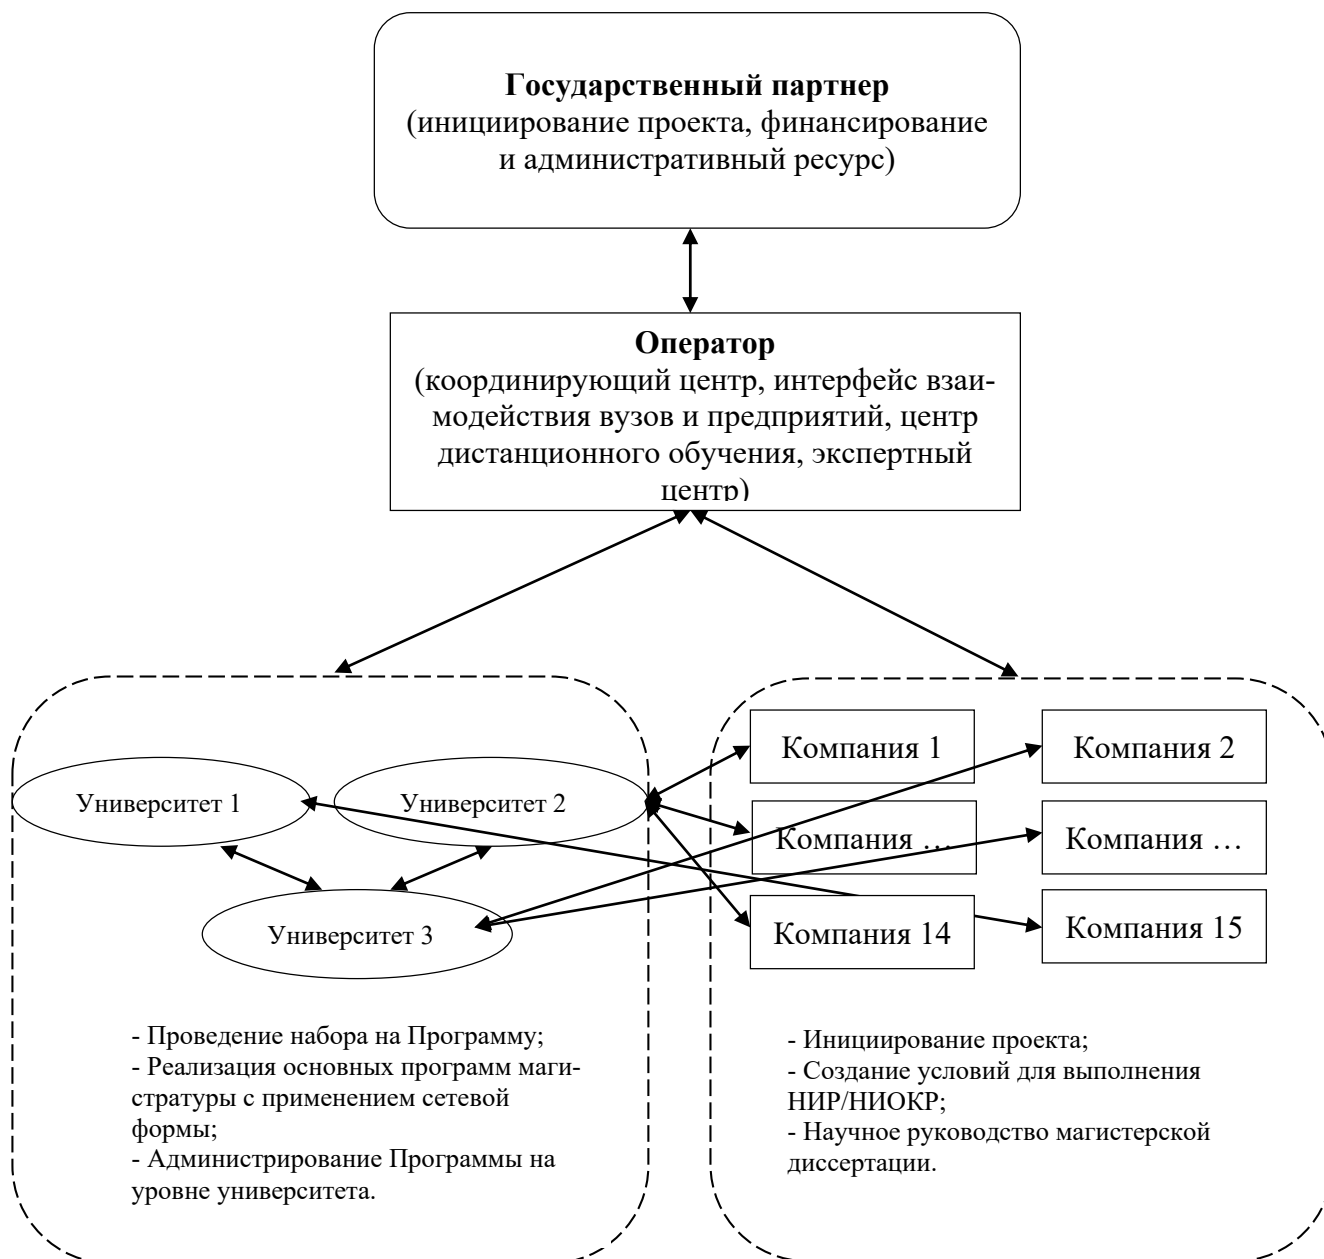 Государственный партнер
(инициирование проекта, финансирование
и административный ресурс)
Оператор
(координирующий центр, интерфейс взаи-
модействия вузов и предприятий, центр
дистанционного обучения, экспертный
центр)
Университет 1
Университет 2
Университет 3
- Проведение набора на Программу;
- Реализация основных программ маги-
стратуры с применением сетевой
формы;
- Администрирование Программы на
уровне университета.
Компания 1
Компания 2
Компания ...
Компания ...
Компания 14
Компания 15
- Инициирование проекта;
- Создание условий для выполнения
НИР/НИОКР;
- Научное руководство магистерской
диссертации.